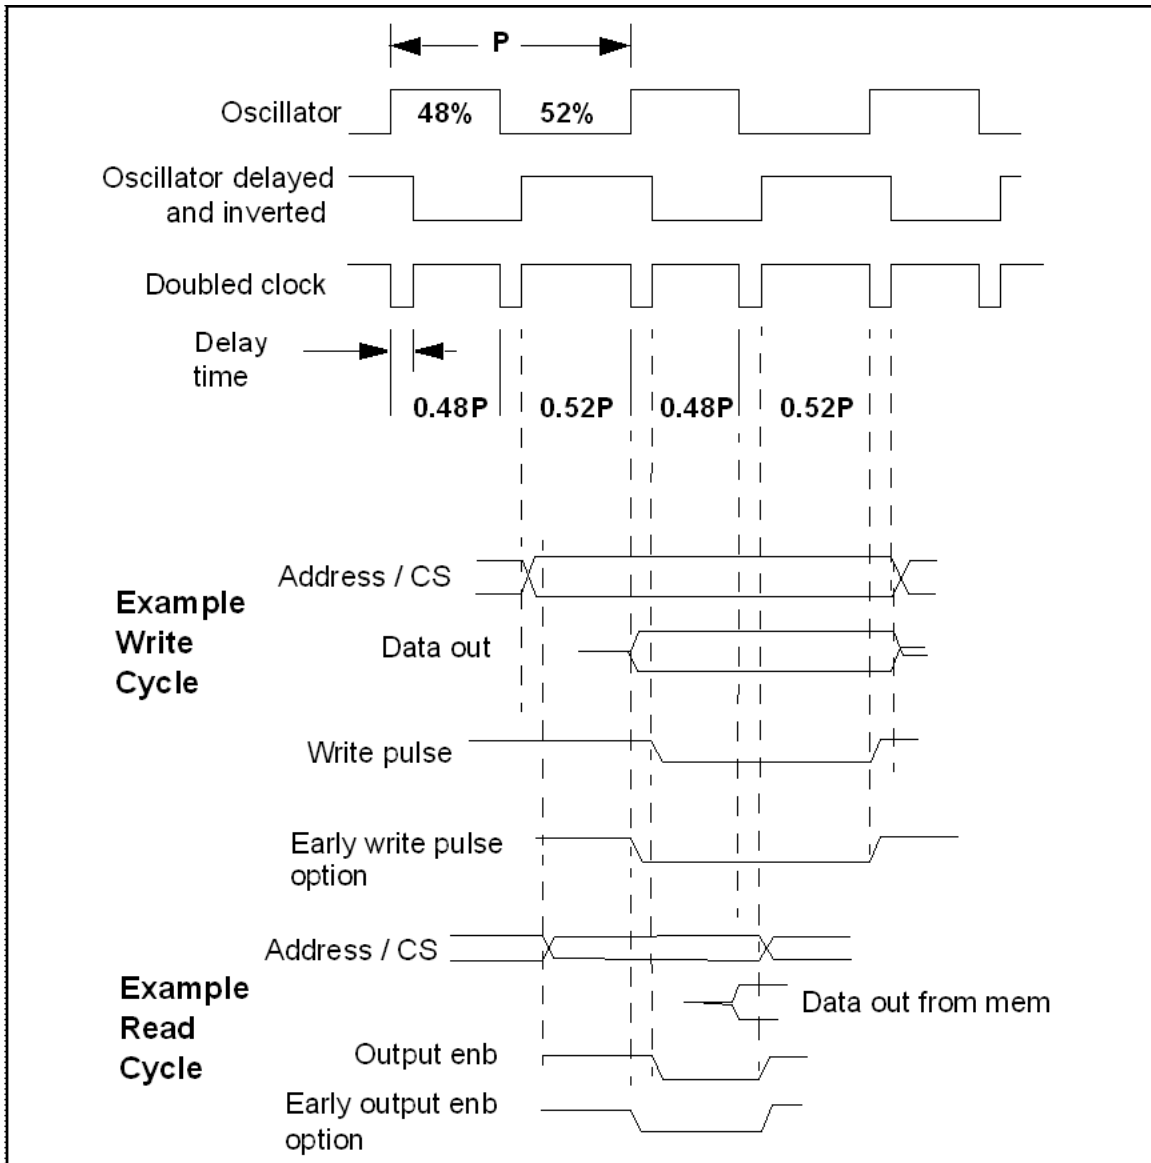 P
Oscillator
48%
52%
Oscillator delayed
and inverted
Doubled clock
Delay
time
0.48P
0.52P
0.48P
0.52P
Example
Write
Cycle
Address / CS
Data out
Write pulse
Early write pulse
option
Example
Read
Cycle
Address / CS
Data out from mem
Output enb
Early output enb
option